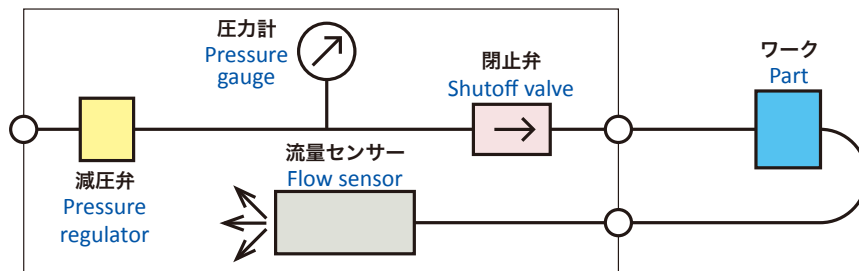 圧力計
Pressure
gauge
閉止弁
Shutoff valve
ワーク
Part
減圧弁
Pressure
regulator
流量センサー
Flow sensor